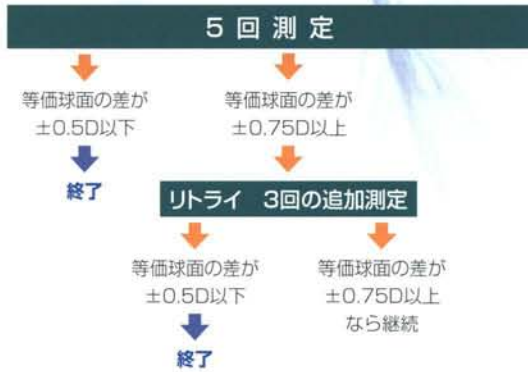 5回測定
等価球面の差が
±0.5D以下
終了
等価球面の差が
±0.75D以上
リトライ 3回の追加測定
等価球面の差が
±0.5D以下
終了
等価球面の差が
±0.75D以上
なら継続